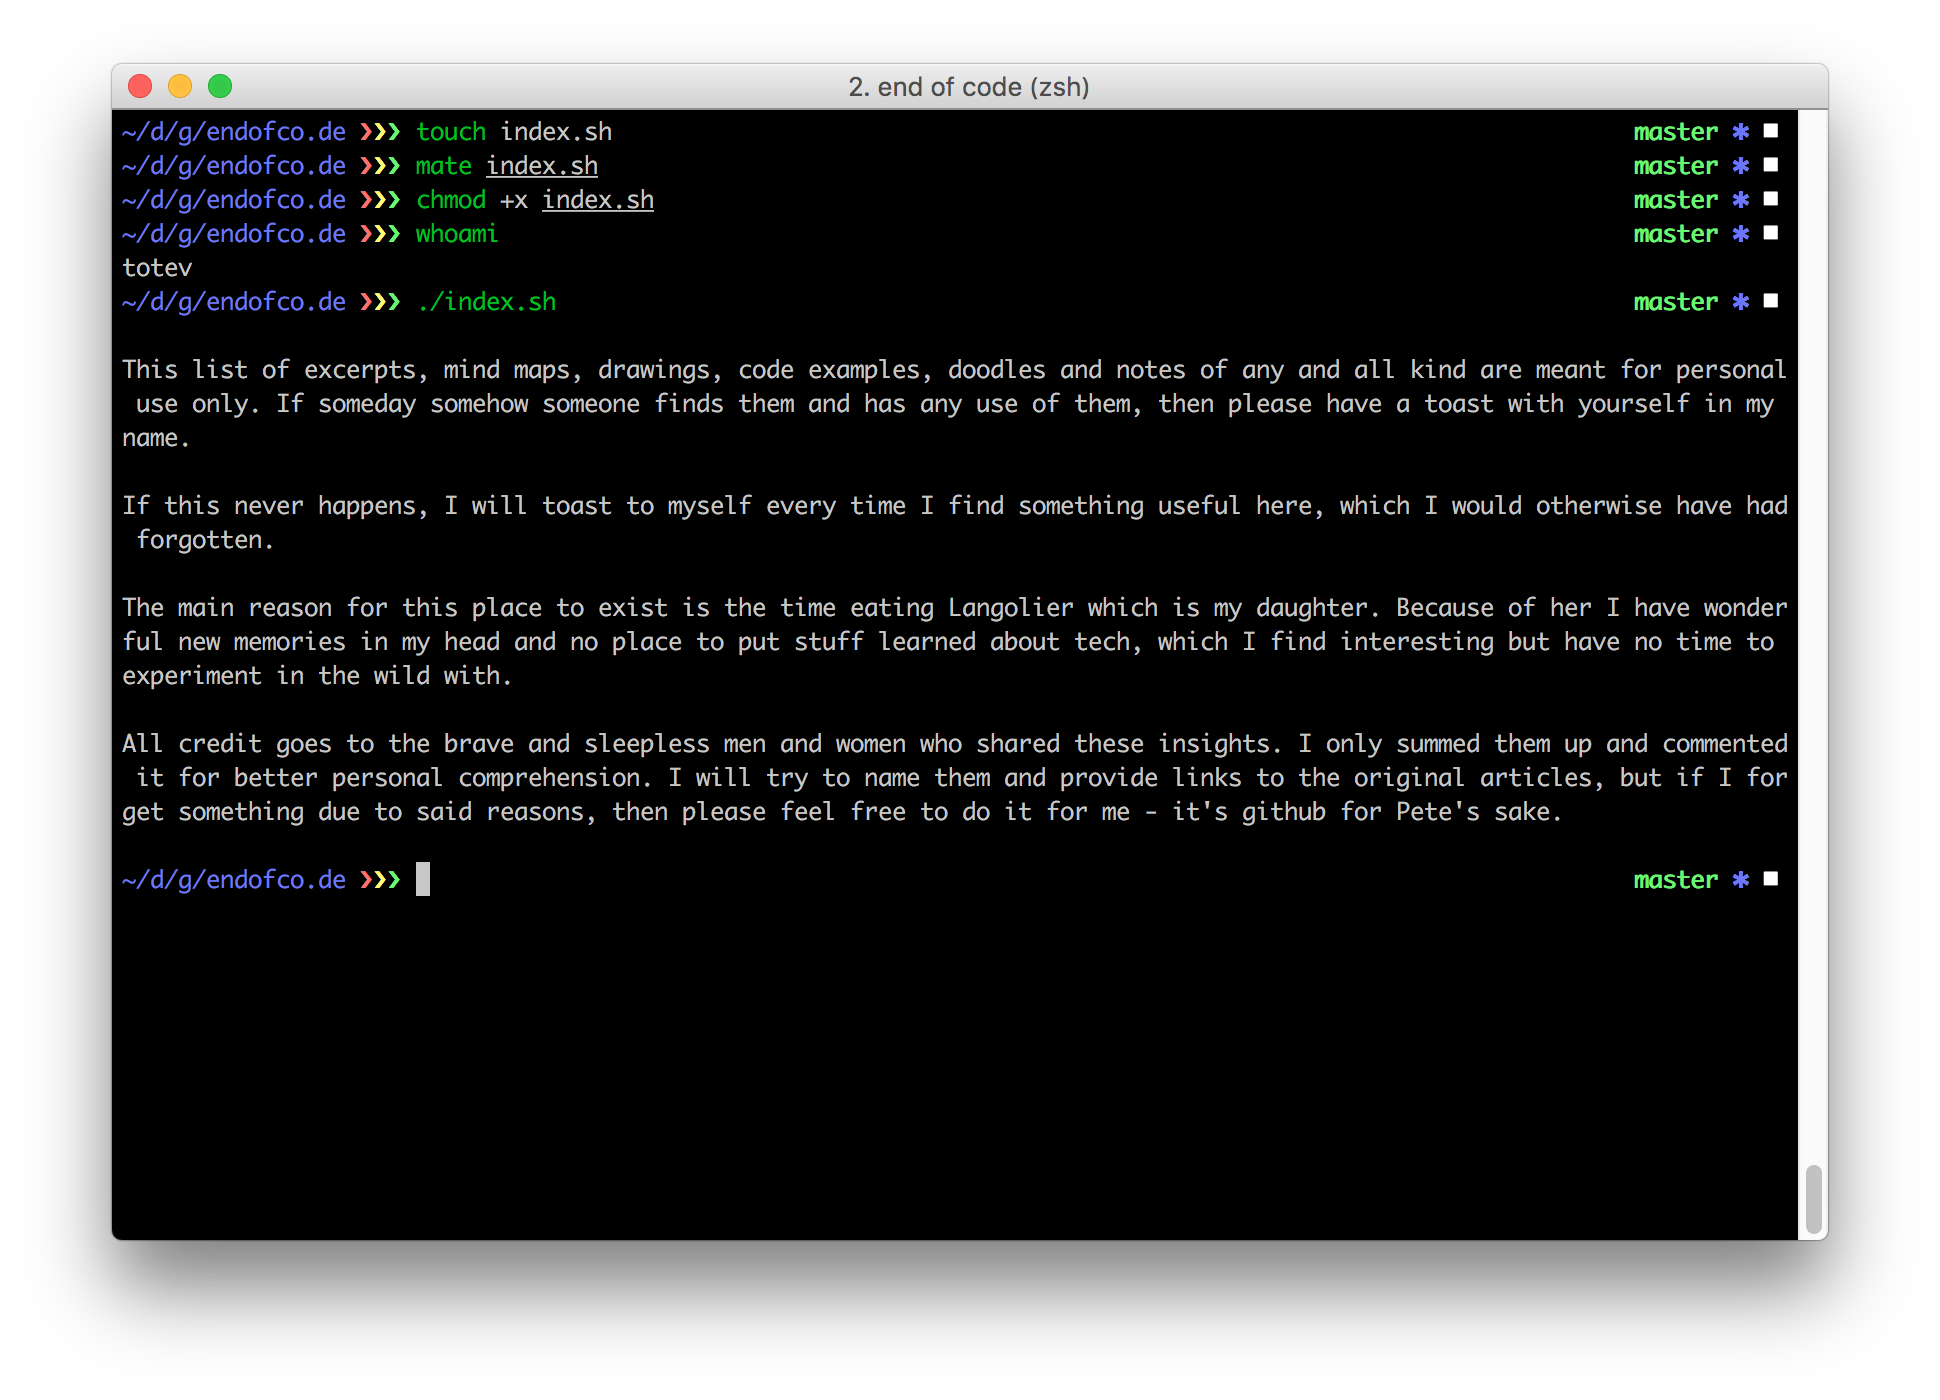 2. end of code (zsh)
~/d/g/endofco.de ❯❯❯ touch index.sh master ✱ ◼
~/d/g/endofco.de ❯❯❯ mate index.sh master ✱ ◼
~/d/g/endofco.de ❯❯❯ chmod +x index.sh master ✱ ◼
~/d/g/endofco.de ❯❯❯ whoami master ✱ ◼
totev
~/d/g/endofco.de ❯❯❯ ./index.sh master ✱ ◼
This list of excerpts, mind maps, drawings, code examples, doodles and notes of any and all kind are meant for personal
use only. If someday somehow someone finds them and has any use of them, then please have a toast with yourself in my
name.
If this never happens, I will toast to myself every time I find something useful here, which I would otherwise have had
forgotten.
The main reason for this place to exist is the time eating Langolier which is my daughter. Because of her I have wonder
ful new memories in my head and no place to put stuff learned about tech, which I find interesting but have no time to
experiment in the wild with.
All credit goes to the brave and sleepless men and women who shared these insights. I only summed them up and commented
it for better personal comprehension. I will try to name them and provide links to the original articles, but if I for
get something due to said reasons, then please feel free to do it for me - it's github for Pete's sake.
~/d/g/endofco.de ❯❯❯ master ✱ ◼